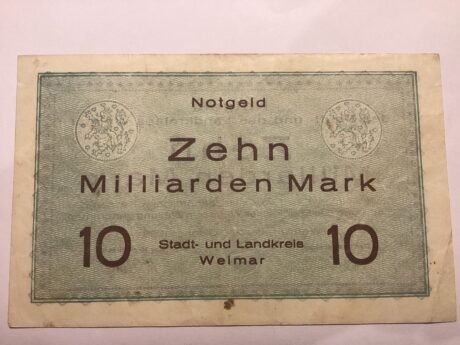 Notgeld
Zehn
Milliarden Mark
10 Stadt- und Landkreis 10
Weimar